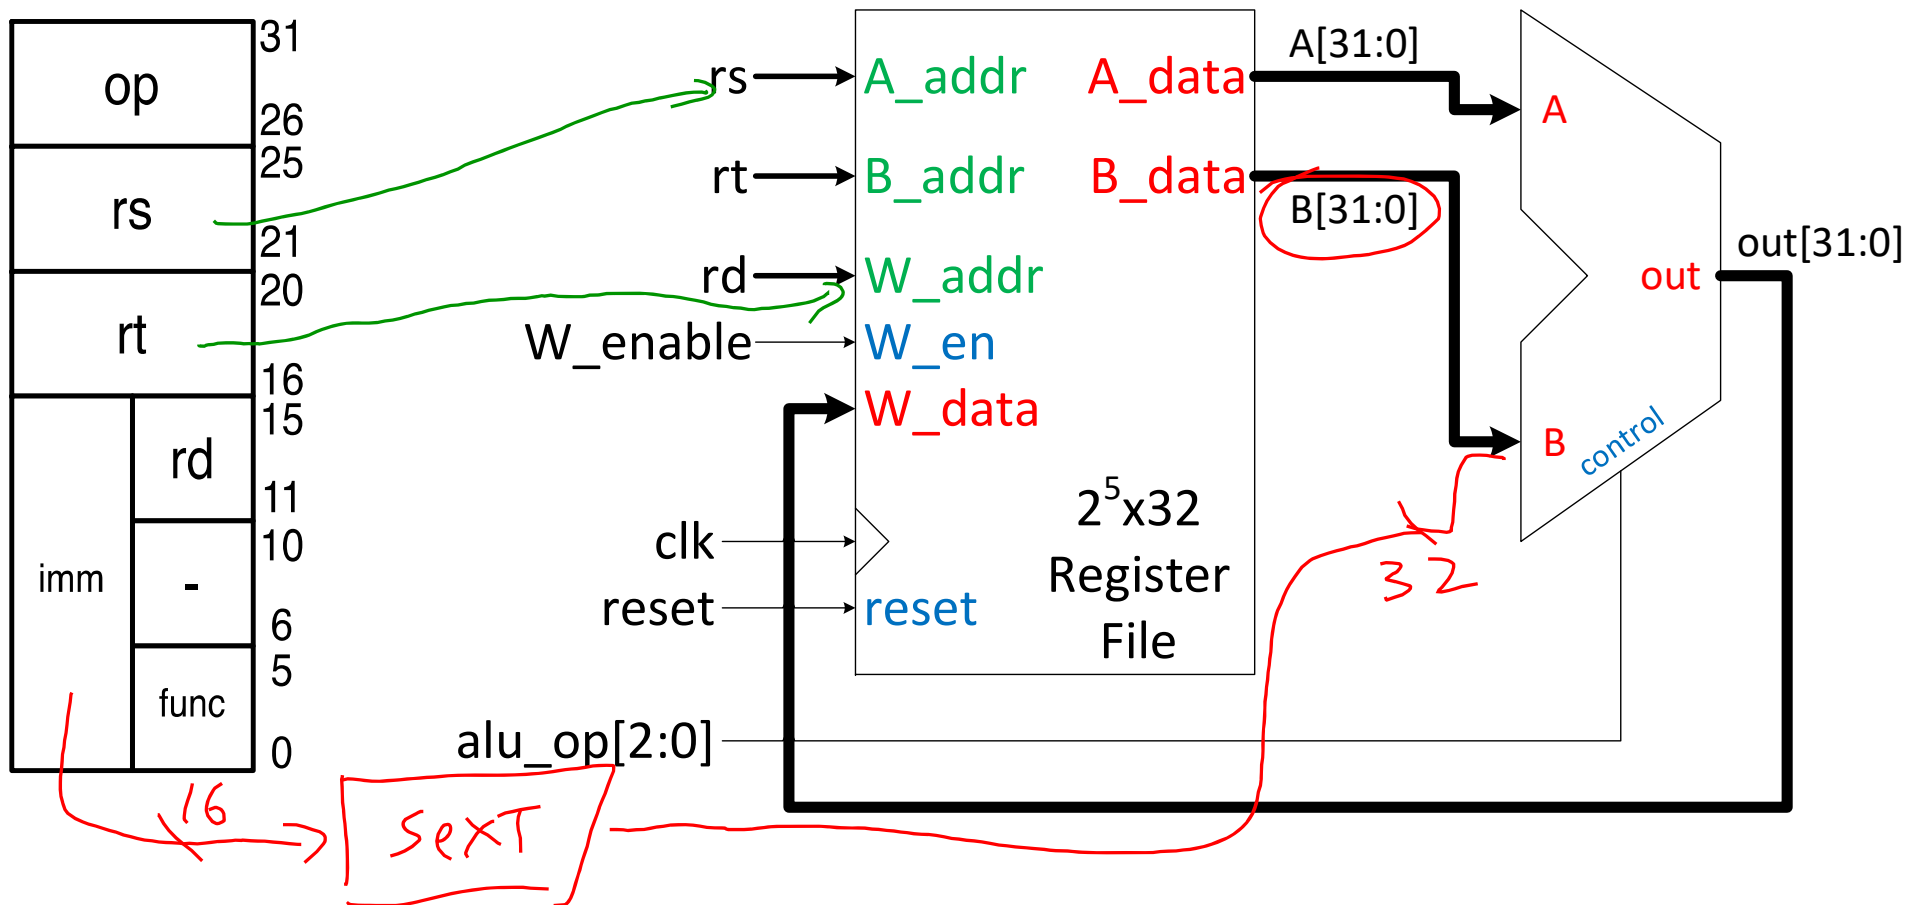 op
31
26
rs
25
21
rt
20
16
imm
rd
15
11
-
10
6
func
5
0
rs
rt
rd
W_enable
clk
reset
alu_op[2:0]
A_addr
B_addr
W_addr
W_en
W_data
reset
A_data
B_data
2^5x32
Register
File
A[31:0]
B[31:0]
A
B
out
control
out[31:0]
16
SexT
32